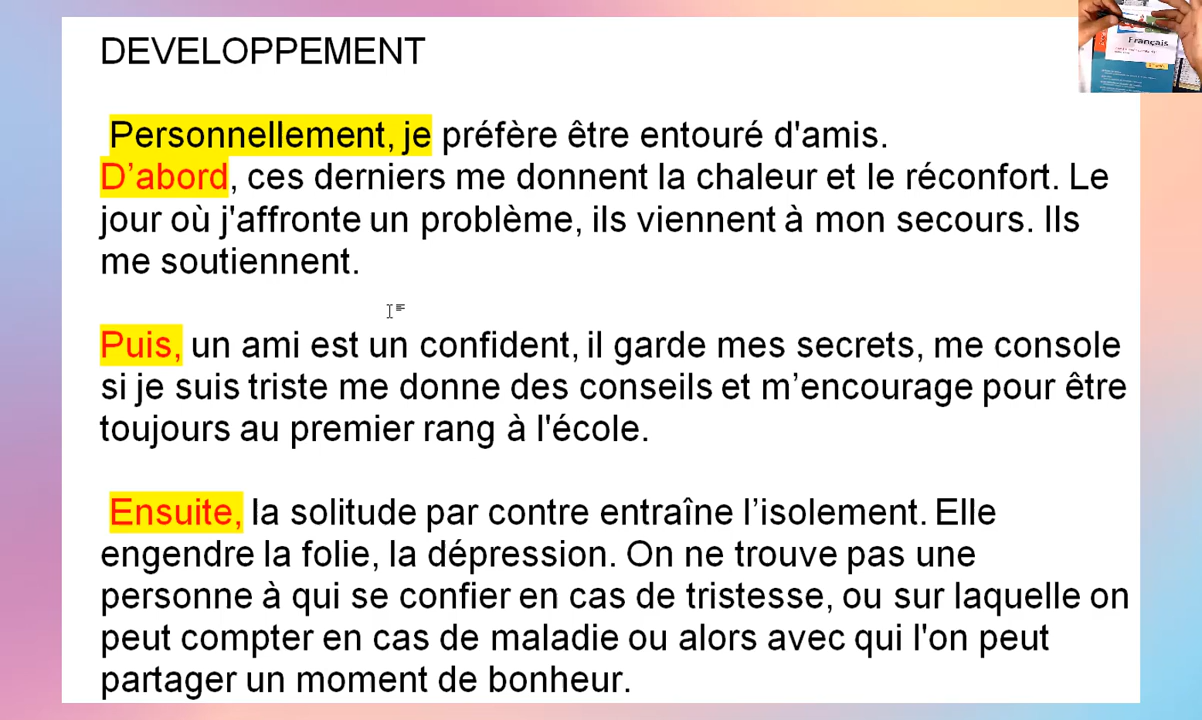 Français
DEVELOPPEMENT
Personnellement, je préfère être entouré d'amis.
D’abord, ces derniers me donnent la chaleur et le réconfort. Le
jour où j'affronte un problème, ils viennent à mon secours. Ils
me soutiennent.
Puis, un ami est un confident, il garde mes secrets, me console
si je suis triste me donne des conseils et m’encourage pour être
toujours au premier rang à l'école.
Ensuite, la solitude par contre entraîne l’isolement. Elle
engendre la folie, la dépression. On ne trouve pas une
personne à qui se confier en cas de tristesse, ou sur laquelle on
peut compter en cas de maladie ou alors avec qui l'on peut
partager un moment de bonheur.